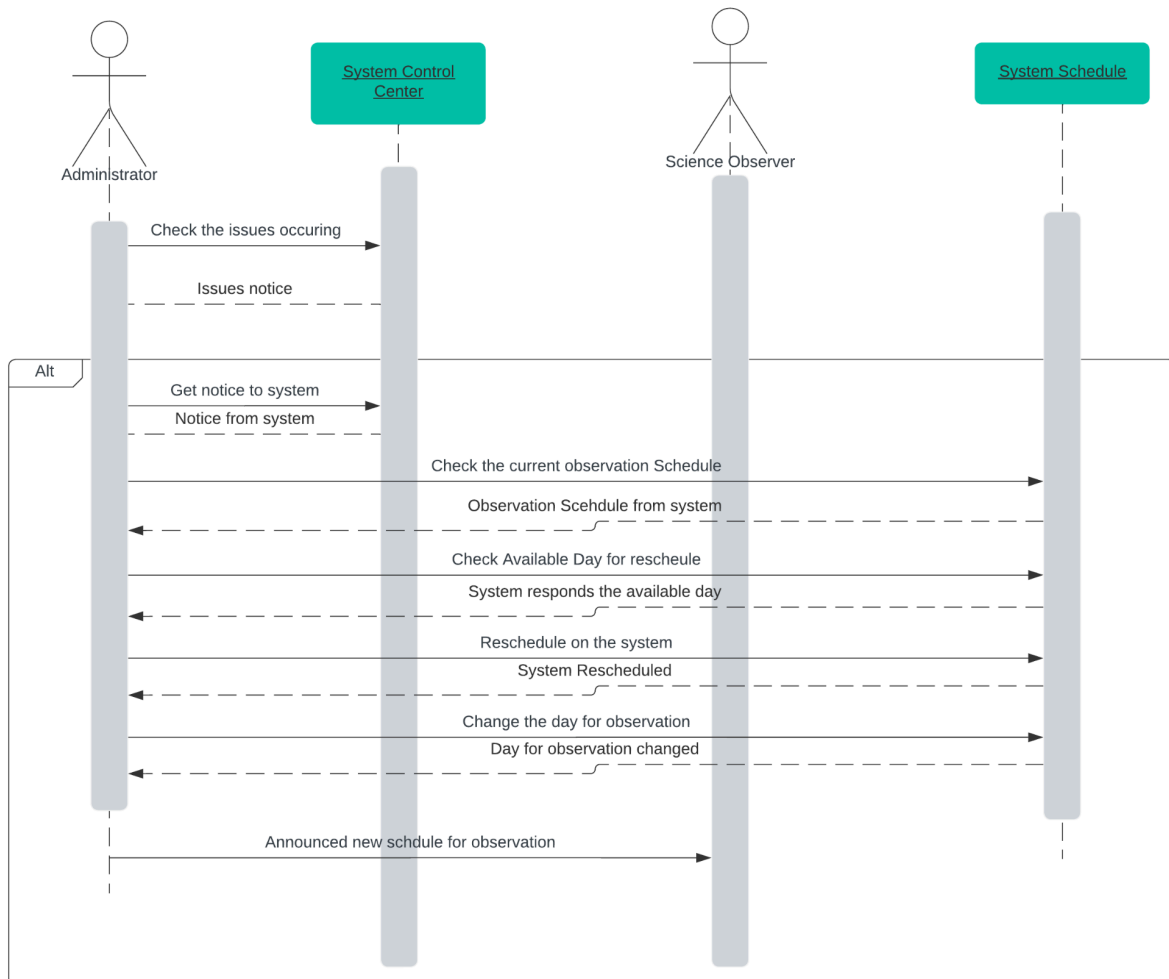 System Control
Center
System Schedule
Administrator
Science Observer
Check the issues occuring
Issues notice
Alt
Get notice to system
Notice from system
Check the current observation Schedule
Observation Scehdule from system
Check Available Day for rescheule
System responds the available day
Reschedule on the system
System Rescheduled
Change the day for observation
Day for observation changed
Announced new schdule for observation